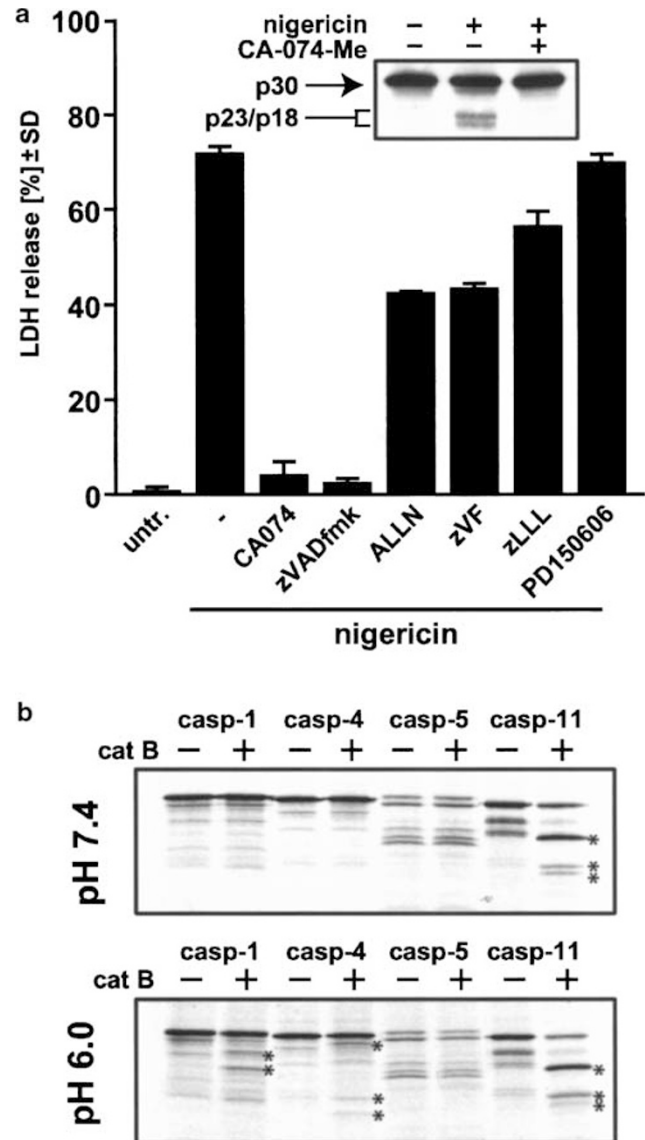 a
nigericin – + +
CA-074-Me – – +
p30
p23/p18
LDH release [%] ± SD
100
80
60
40
20
0
untr.
-
CA074
zVADfmk
ALLN
zVF
zLLL
PD150606
nigericin
b
casp-1 casp-4 casp-5 casp-11
cat B – + – + – + – +
pH 7.4
*
*
*
casp-1 casp-4 casp-5 casp-11
cat B – + – + – + – +
pH 6.0
* * *
* *
* *
* *